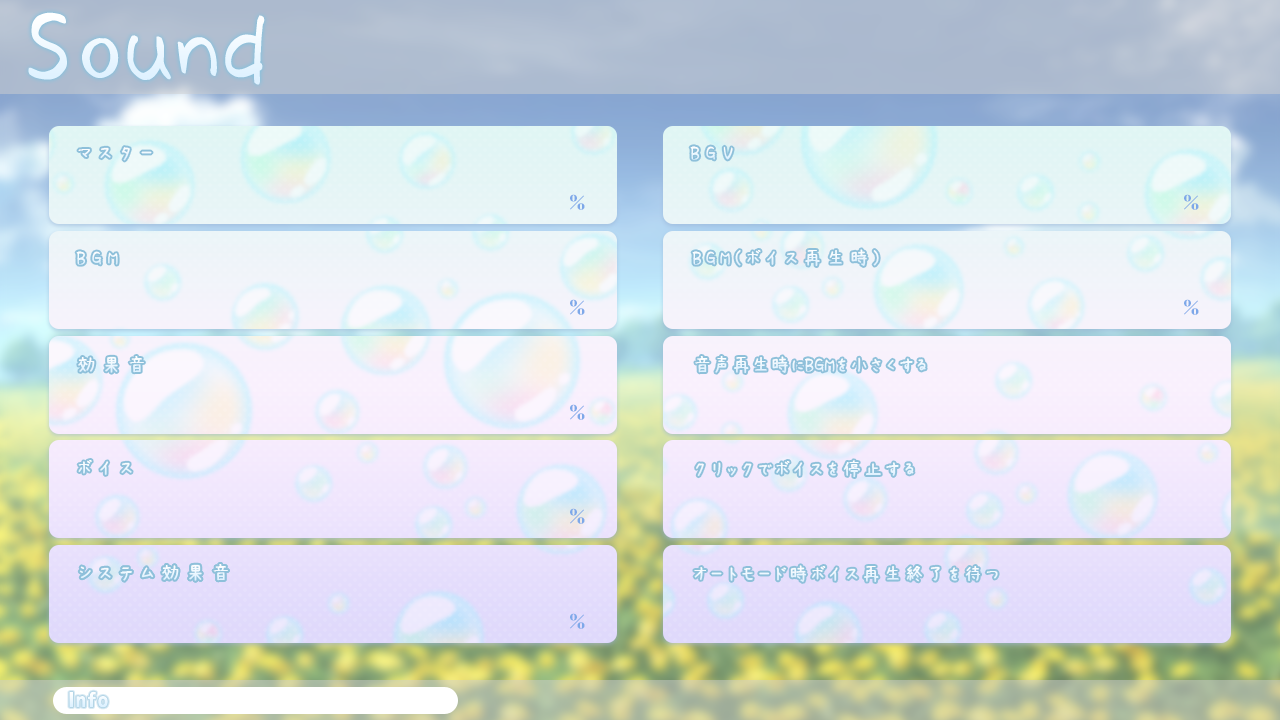 Sound
マスター
%
BGM
%
効果音
%
ボイス
%
システム効果音
%
BGV
%
BGM(ボイス再生時)
%
音声再生時にBGMを小さくする
クリックでボイスを停止する
オートモード時ボイス再生終了を待つ
Info